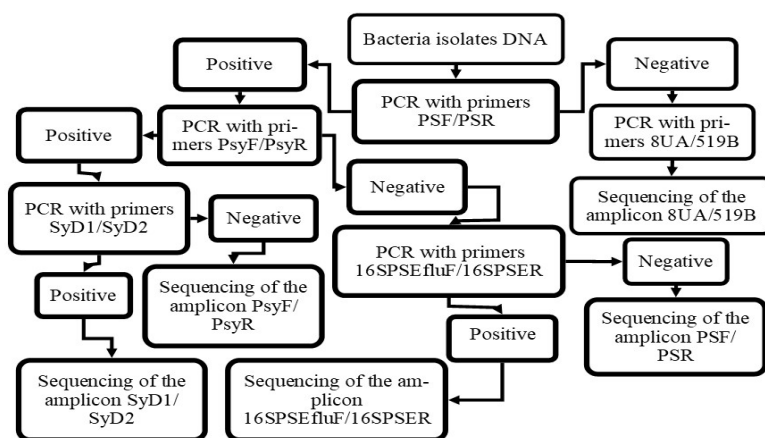 Bacteria isolates DNA
Positive
Negative
PCR with primers
PSF/PSR
Positive
PCR with pri-
mers PsyF/PsyR
PCR with pri-
mers 8UA/519B
Negative
PCR with primers
SyD1/SyD2
Negative
Sequencing of the
amplicon 8UA/519B
PCR with primers
16SPSEfluF/16SPSER
Negative
Positive
Sequencing of the
amplicon PsyF/
PsyR
Positive
Sequencing of the
amplicon PSF/
PSR
Sequencing of the
amplicon SyD1/
SyD2
Sequencing of the am-
plicon
16SPSEfluF/16SPSER